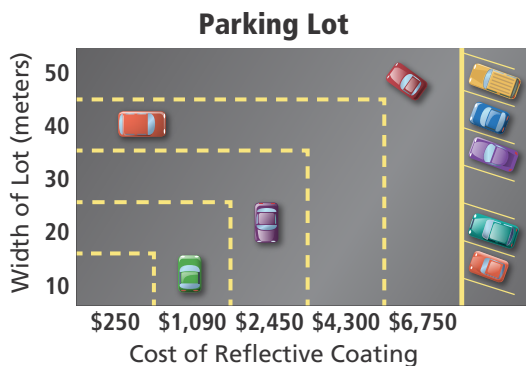 Parking Lot
Width of Lot (meters)
50
40
30
20
10
$250 $1,090 $2,450 $4,300 $6,750
Cost of Reflective Coating